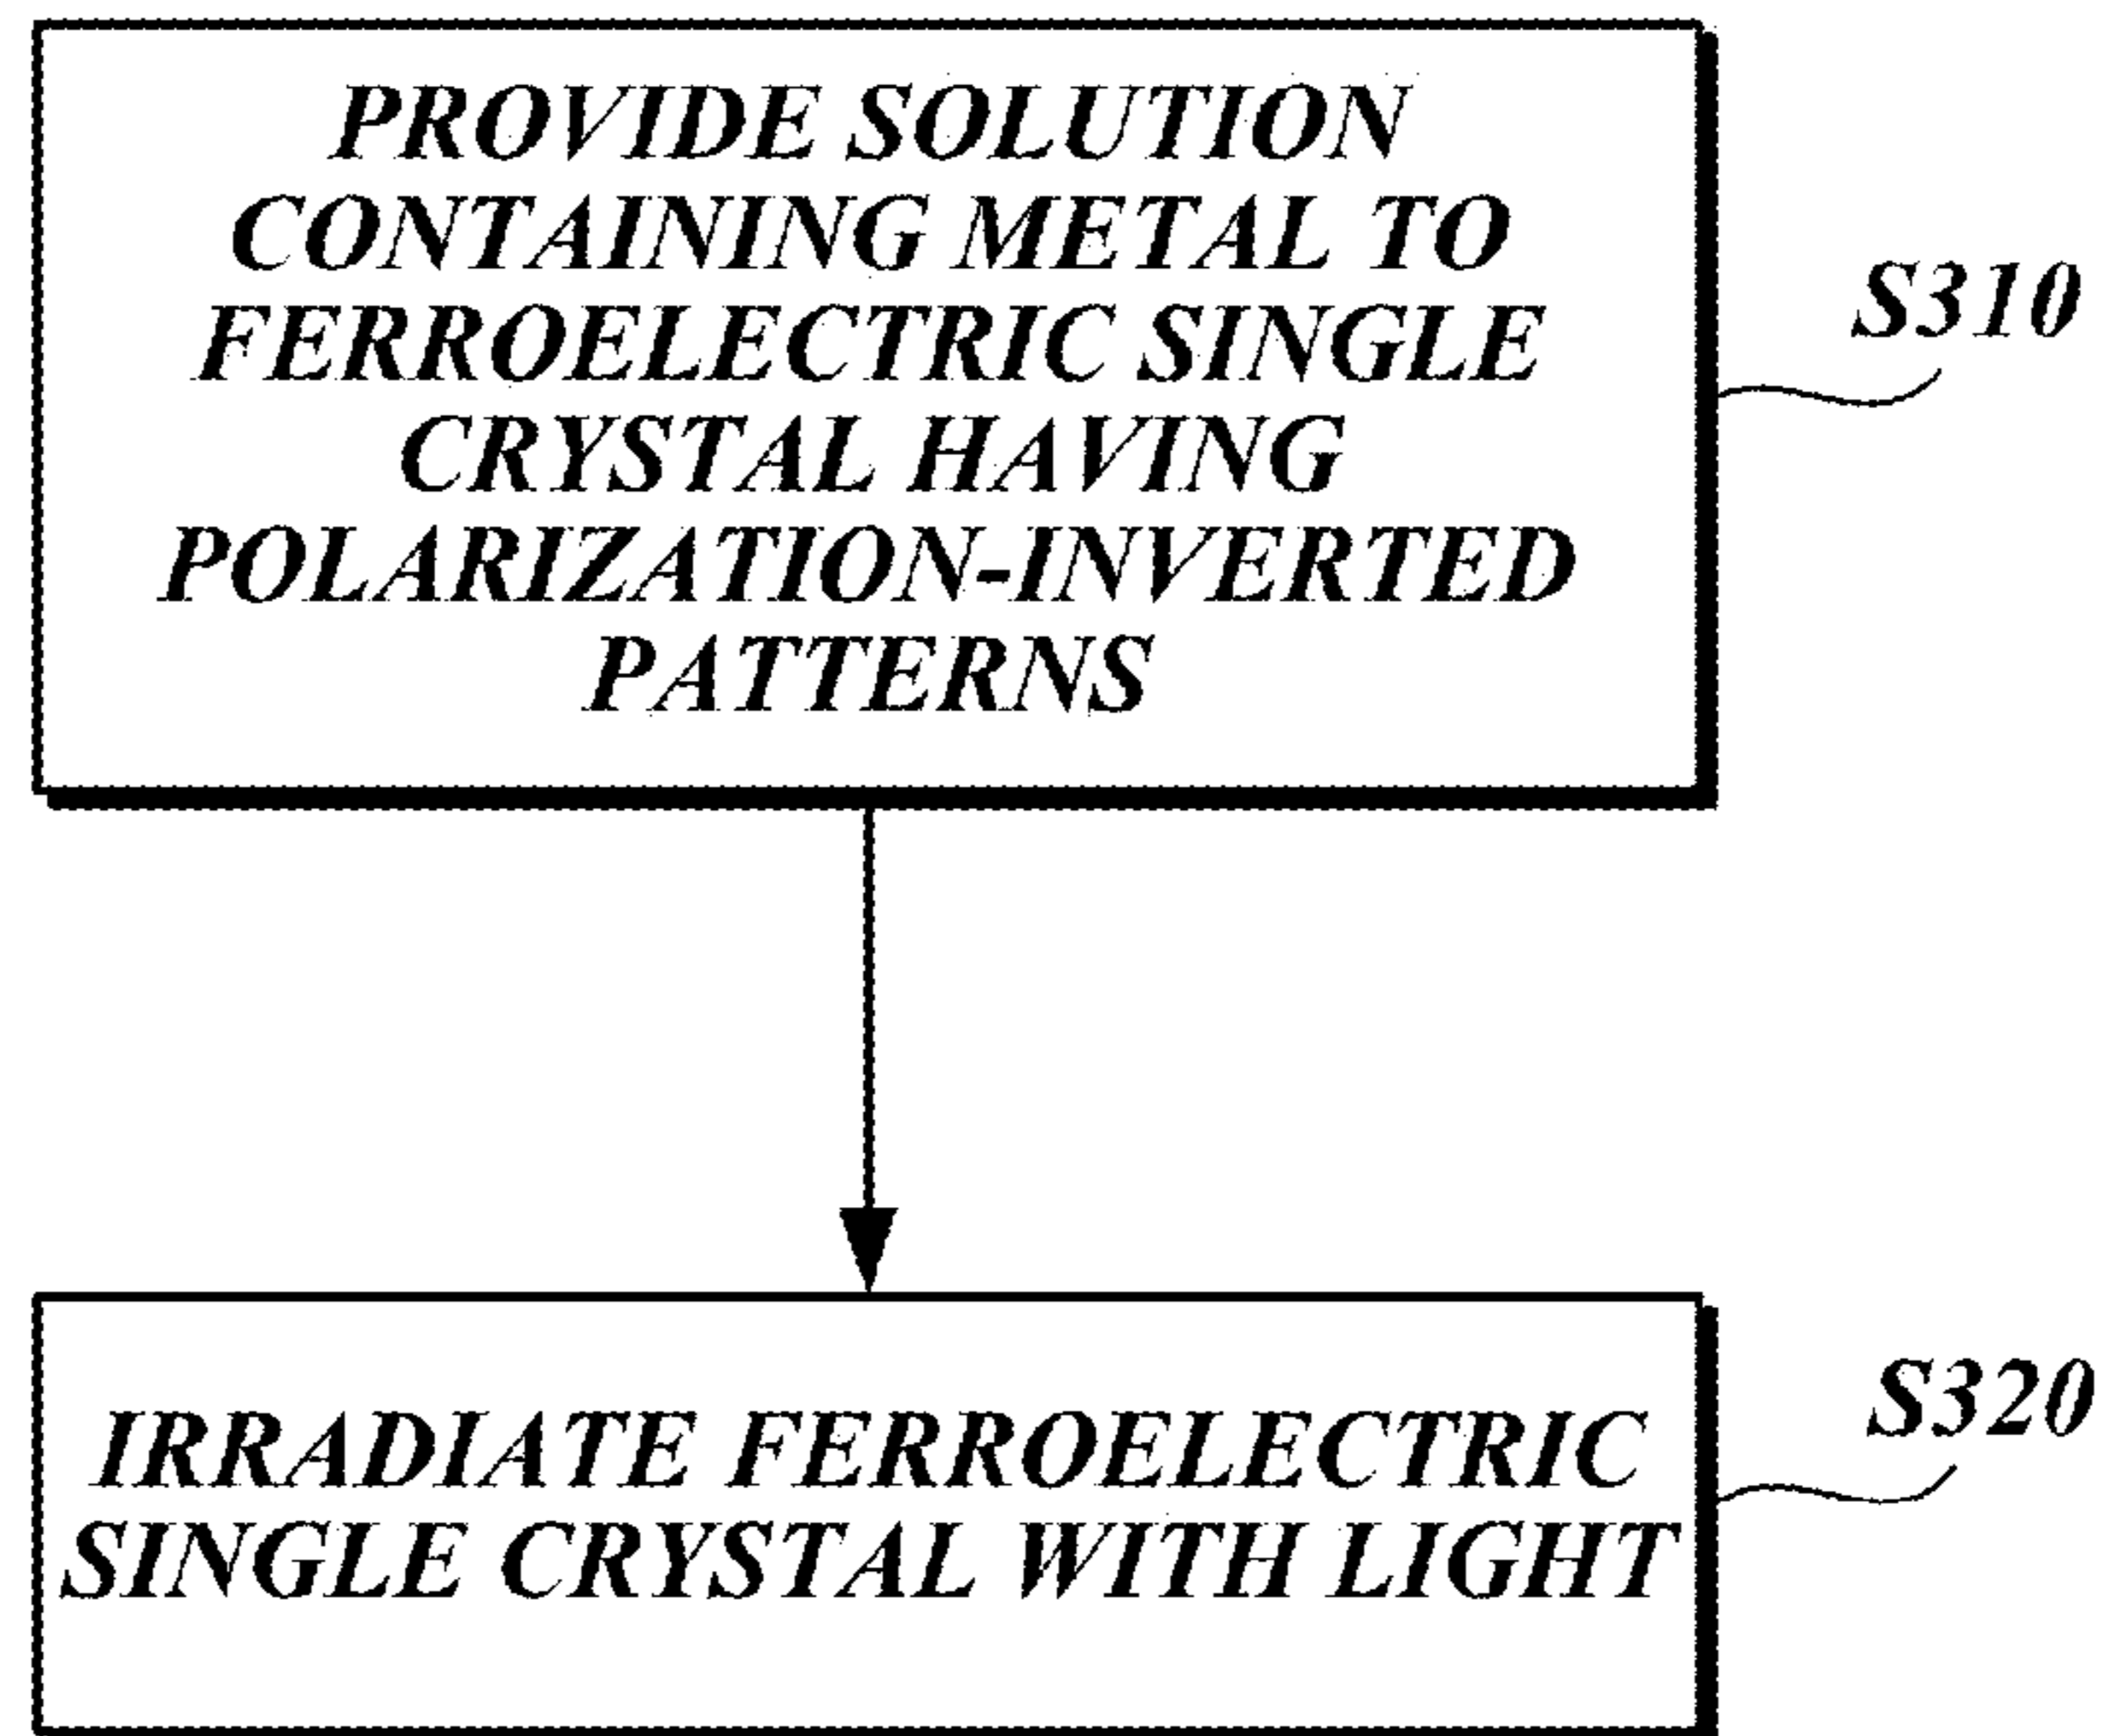 PROVIDE SOLUTION
CONTAINING METAL TO
FERROELECTRIC SINGLE
CRYSTAL HAVING
POLARIZATION-INVERTED
PATTERNS
S310
IRRADIATE FERROELECTRIC
SINGLE CRYSTAL WITH LIGHT
S320